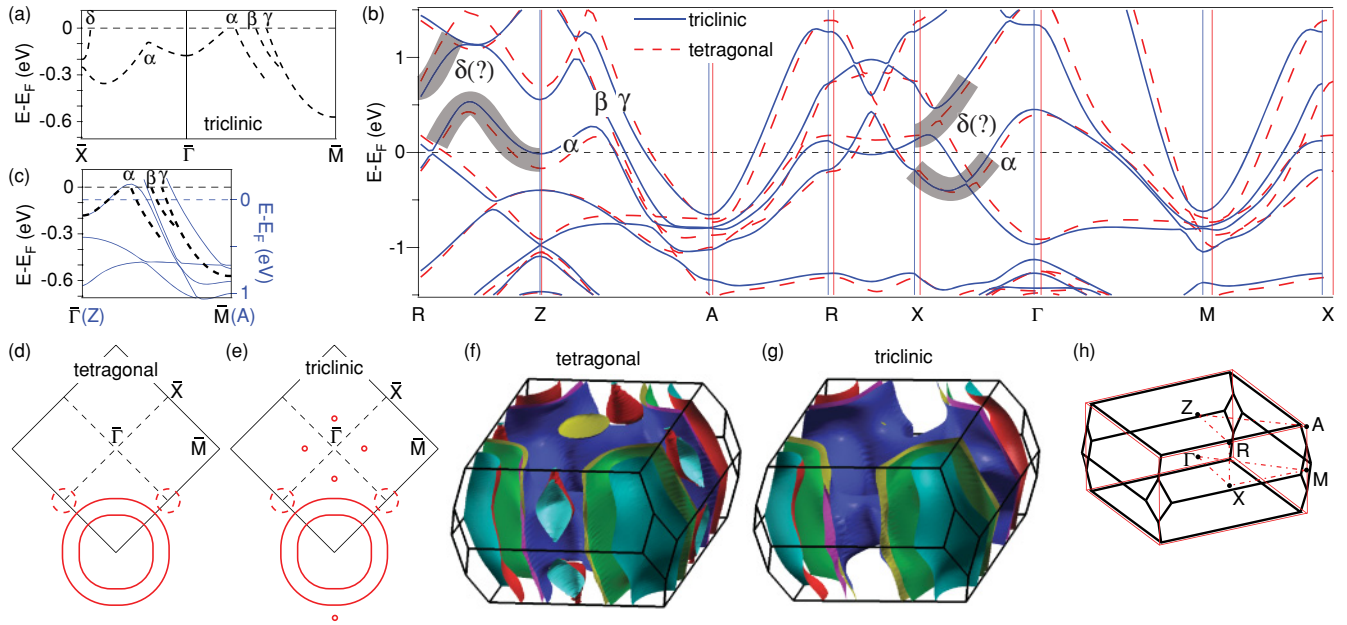 (a)
δ
α
β γ
0
α
-0.3
-0.6
E-E_F (eV)
triclinic
X̄
Γ̄
M̄
(b)
triclinic
tetragonal
1
0
-1
E-E_F (eV)
δ(?)
α
β γ
δ(?)
α
R
Z
A
R
X
Γ
M
X
(c)
α
β γ
0
-0.3
-0.6
E-E_F (eV)
0
1
E-E_F (eV)
Γ̄(Z)
M̄(A)
(d)
tetragonal
X̄
Γ̄
M̄
(e)
triclinic
X̄
Γ̄
M̄
(f)
tetragonal
(g)
triclinic
(h)
Z
A
R
Γ
M
X